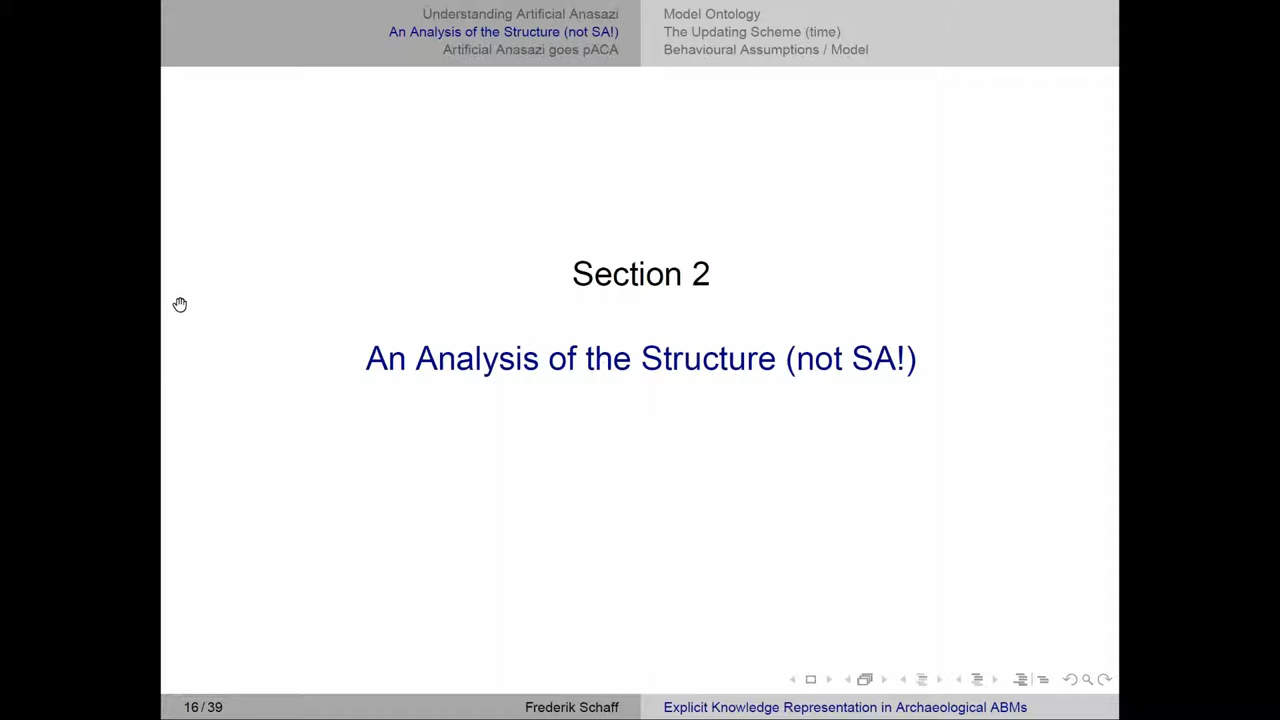 Understanding Artificial Anasazi
An Analysis of the Structure (not SA!)
Artificial Anasazi goes pACA
Model Ontology
The Updating Scheme (time)
Behavioural Assumptions / Model
Section 2
An Analysis of the Structure (not SA!)
16 / 39
Frederik Schaff
Explicit Knowledge Representation in Archaeological ABMs